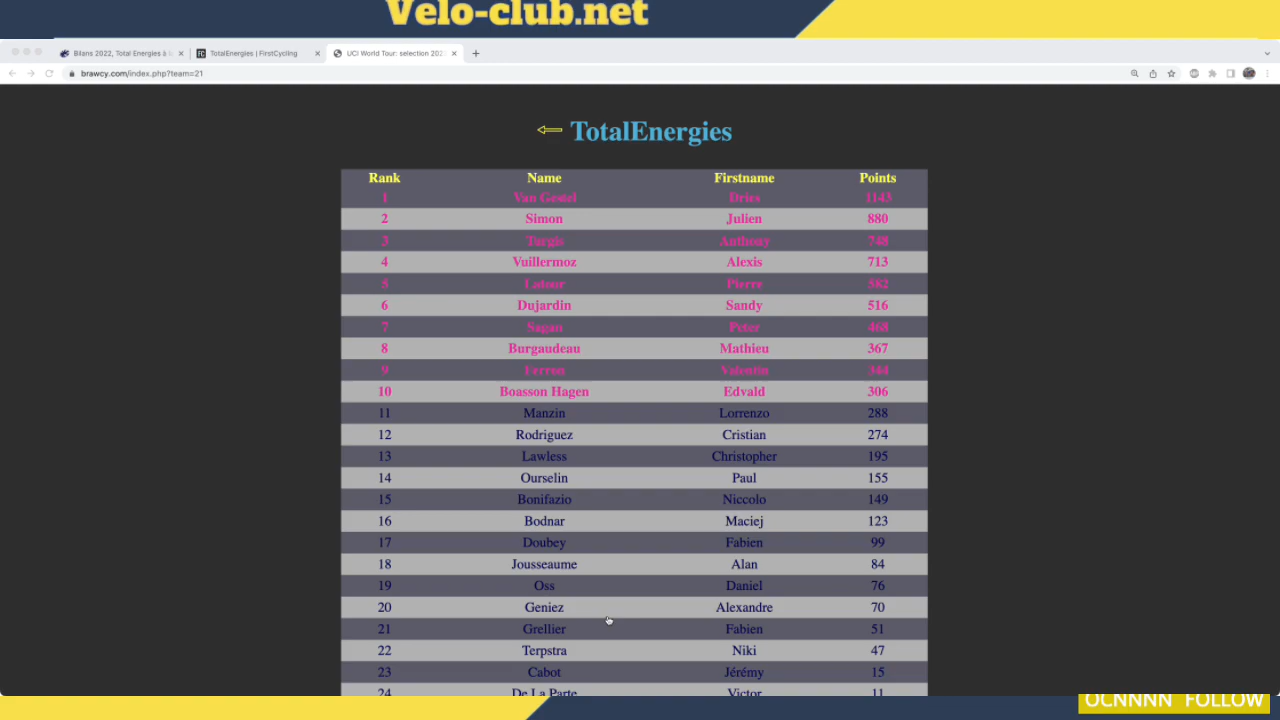 Velo-club.net
Bilans 2022, Total Energies à l
TotalEnergies | FirstCycling
UCI World Tour: selection 202
brawcy.com/index.php?team=21
TotalEnergies
Rank Name Firstname Points
1 Van Gestel Dries 1143
2 Simon Julien 880
3 Turgis Anthony 748
4 Vuillermoz Alexis 713
5 Latour Pierre 582
6 Dujardin Sandy 516
7 Sagan Peter 468
8 Burgaudeau Mathieu 367
9 Ferron Valentin 344
10 Boasson Hagen Edvald 306
11 Manzin Lorrenzo 288
12 Rodriguez Cristian 274
13 Lawless Christopher 195
14 Ourselin Paul 155
15 Bonifazio Niccolo 149
16 Bodnar Maciej 123
17 Doubey Fabien 99
18 Jousseaume Alan 84
19 Oss Daniel 76
20 Geniez Alexandre 70
21 Grellier Fabien 51
22 Terpstra Niki 47
23 Cabot Jérémy 15
24 De La Parte Victor 11
OCNNNN FOLLOW